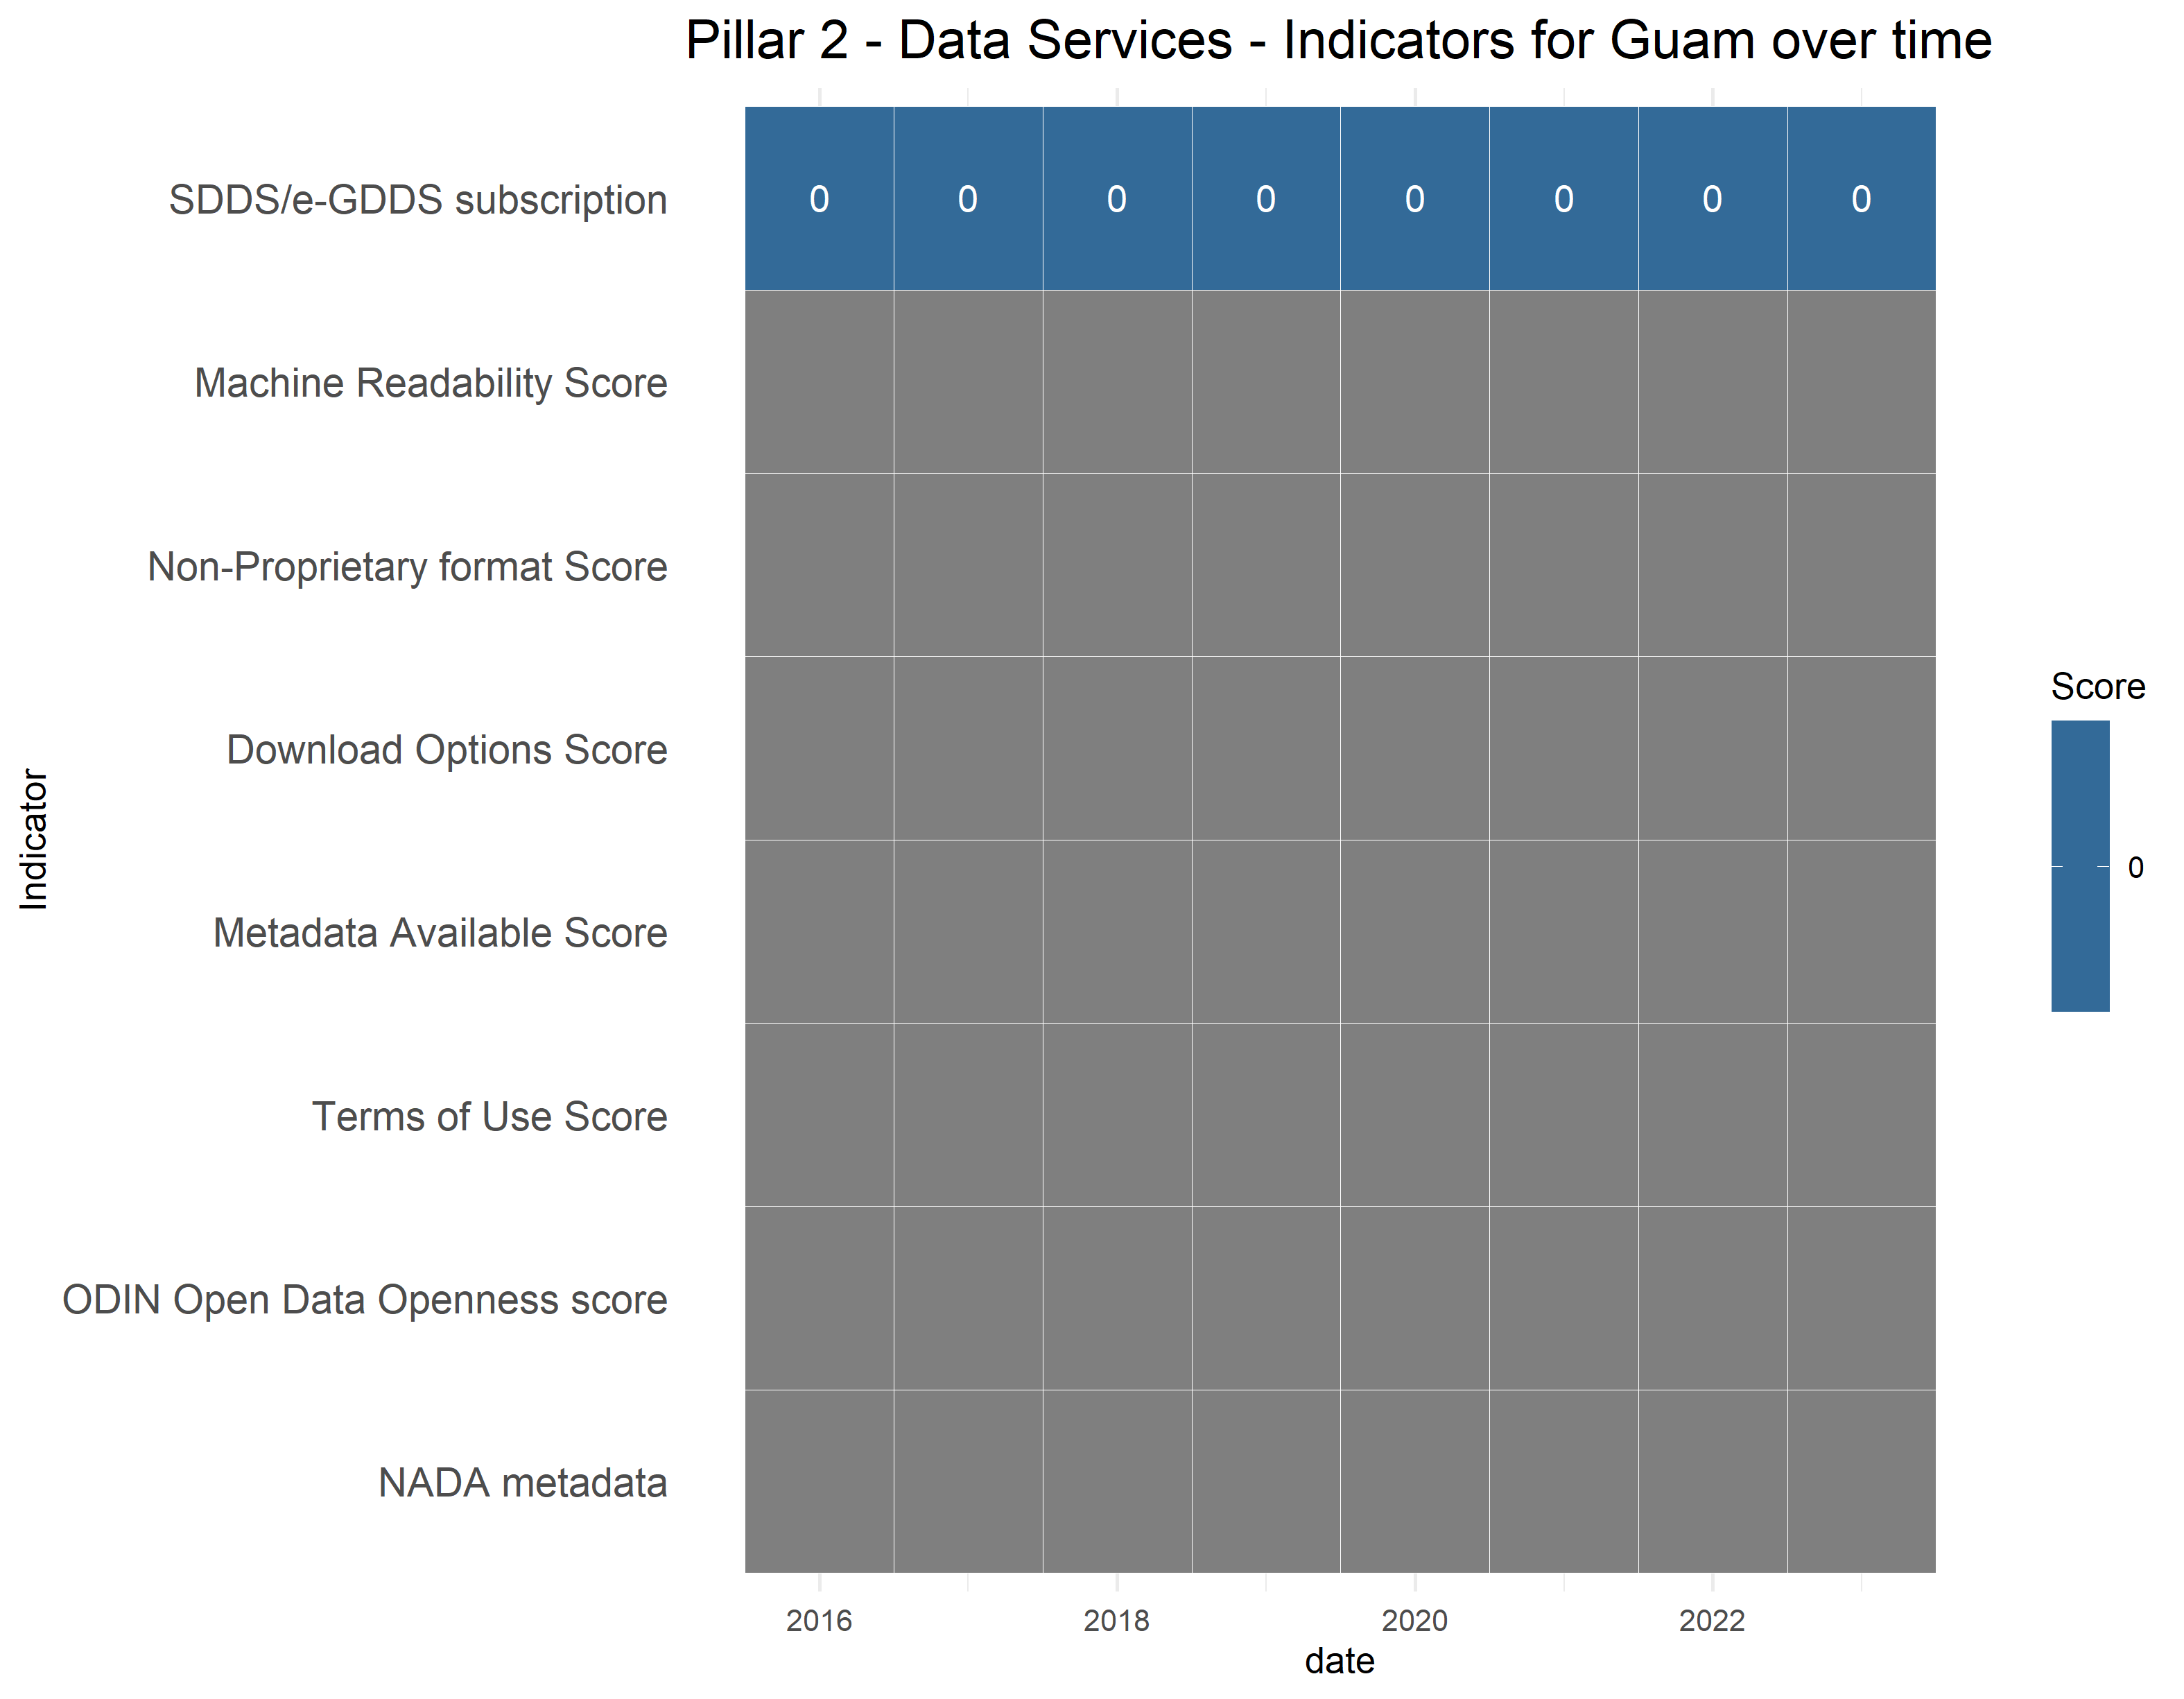 Pillar 2 - Data Services - Indicators for Guam over time
SDDS/e-GDDS subscription
0 0 0 0 0 0 0 0
Machine Readability Score
Non-Proprietary format Score
Download Options Score
Metadata Available Score
Terms of Use Score
ODIN Open Data Openness score
NADA metadata
Indicator
2016 2018 2020 2022
date
Score
0